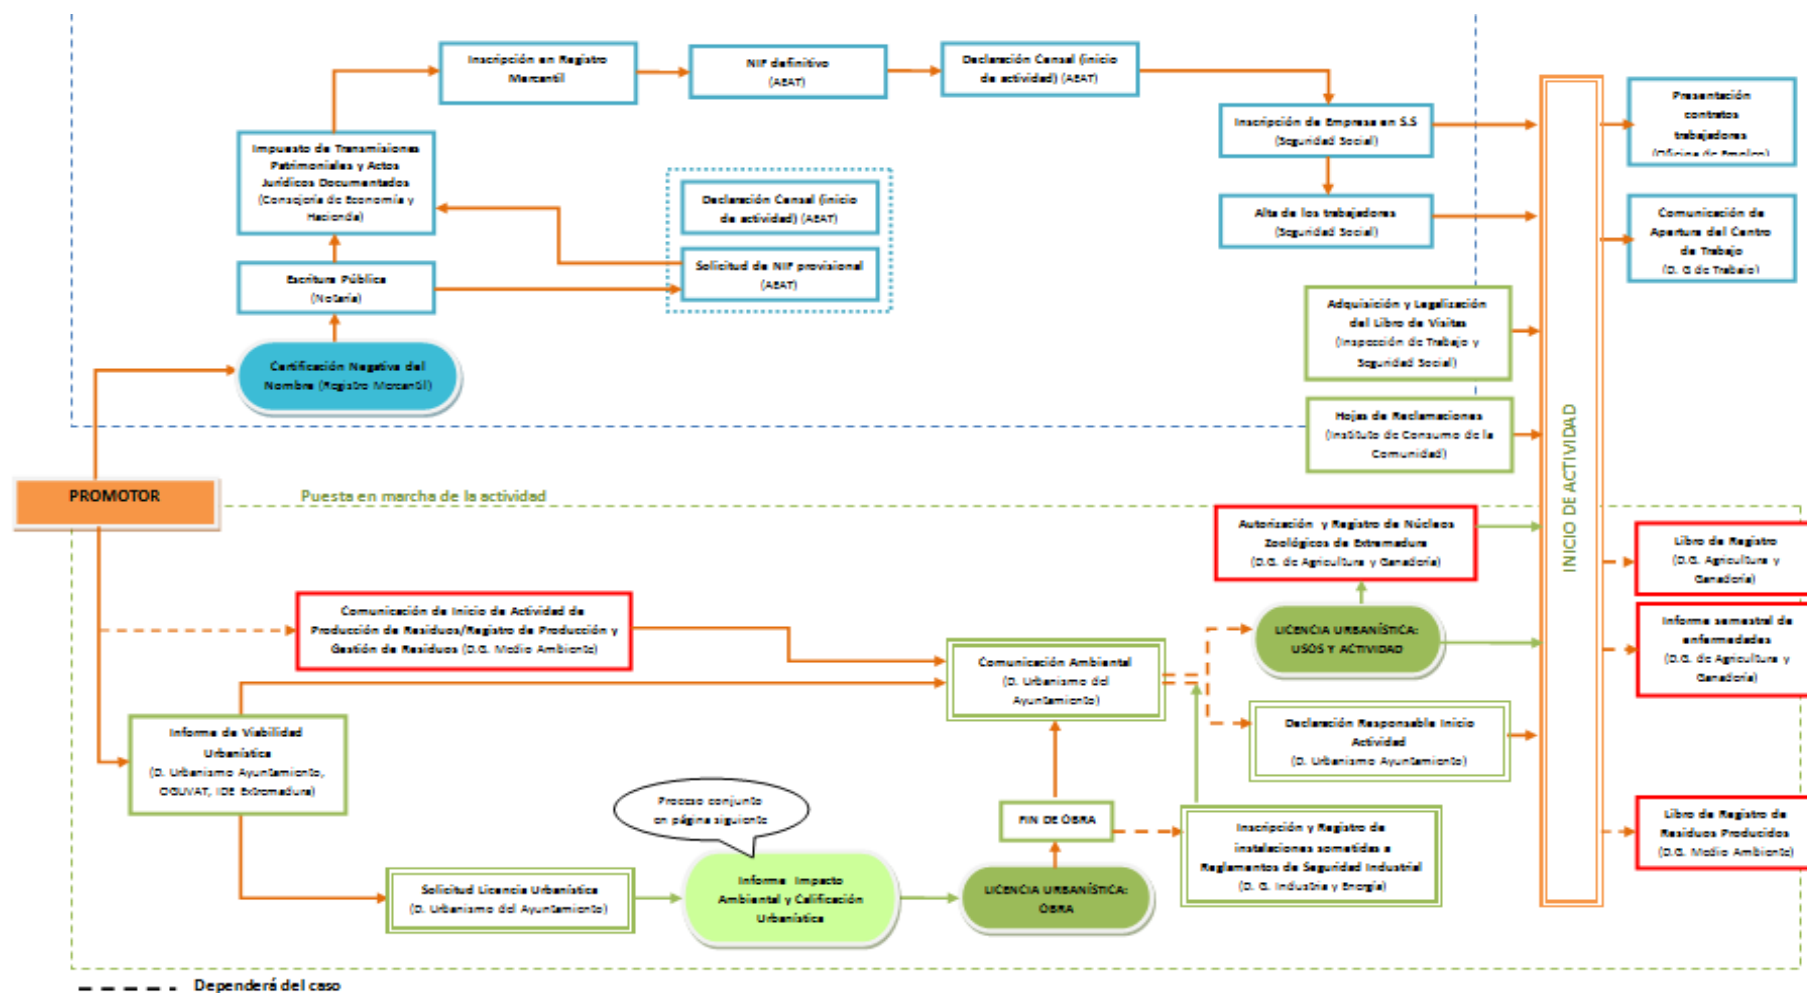 Inscripción en Registro
Mercantil
NIF definitivo
(AEAT)
Declaración Censal (inicio
de actividad) (AEAT)
Inscripción de Empresa en S.S
(Seguridad Social)
Alta de los trabajadores
(Seguridad Social)
Presentación
contratos
trabajadores
(Oficina de Empleo)
Comunicación de
Apertura del Centro
de Trabajo
(D. G de Trabajo)
Impuesto de Transmisiones
Patrimoniales y Actos
Jurídicos Documentados
(Consejería de Economía y
Hacienda)
Declaración Censal (inicio
de actividad) (AEAT)
Solicitud de NIF provisional
(AEAT)
Escritura Pública
(Notaría)
Certificación Negativa del
Nombre (Registro Mercantil)
Adquisición y Legalización
del Libro de Visitas
(Inspección de Trabajo y
Seguridad Social)
Hojas de Reclamaciones
(Instituto de Consumo de la
Comunidad)
INICIO DE ACTIVIDAD
PROMOTOR
Puesta en marcha de la actividad
Autorización y Registro de Núcleos
Zoológicos de Extremadura
(D.G. de Agricultura y Ganadería)
Libro de Registro
(D.G. Agricultura y
Ganadería)
Comunicación de Inicio de Actividad de
Producción de Residuos/Registro de Producción y
Gestión de Residuos (D.G. Medio Ambiente)
LICENCIA URBANÍSTICA:
USOS Y ACTIVIDAD
Informe semestral de
enfermedades
(D.G. de Agricultura y
Ganadería)
Comunicación Ambiental
(D. Urbanismo del
Ayuntamiento)
Declaración Responsable Inicio
Actividad
(D. Urbanismo Ayuntamiento)
Informe de Viabilidad
Urbanística
(D. Urbanismo Ayuntamiento,
OGUVAT, IDE Extremadura)
Proceso conjunto
en página siguiente
FIN DE OBRA
Inscripción y Registro de
instalaciones sometidas a
Reglamentos de Seguridad Industrial
(D. G. Industria y Energía)
Libro de Registro de
Residuos Producidos
(D.G. Medio Ambiente)
Solicitud Licencia Urbanística
(D. Urbanismo del Ayuntamiento)
Informe Impacto
Ambiental y Calificación
Urbanística
LICENCIA URBANÍSTICA:
OBRA
Dependerá del caso